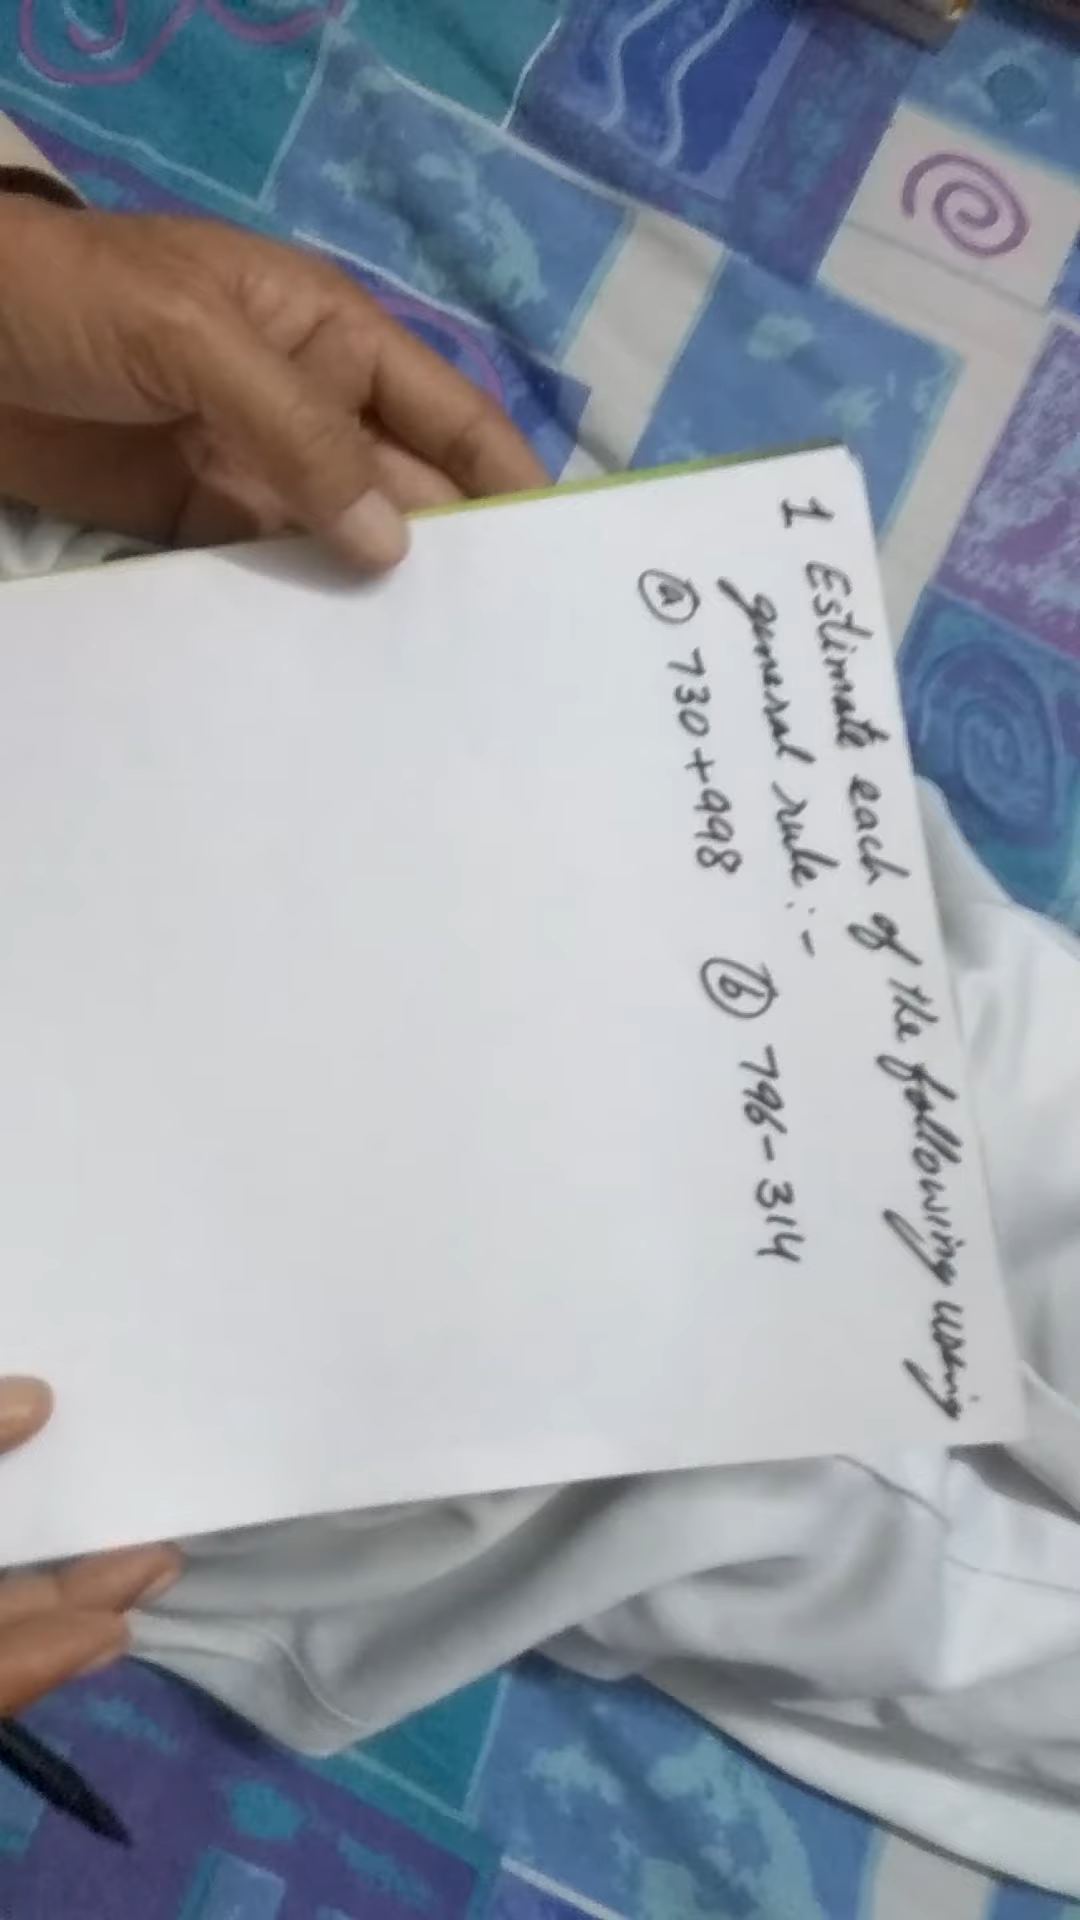 1 Estimate each of the following using
general rule:-
(a) 730+998 (b) 796-314